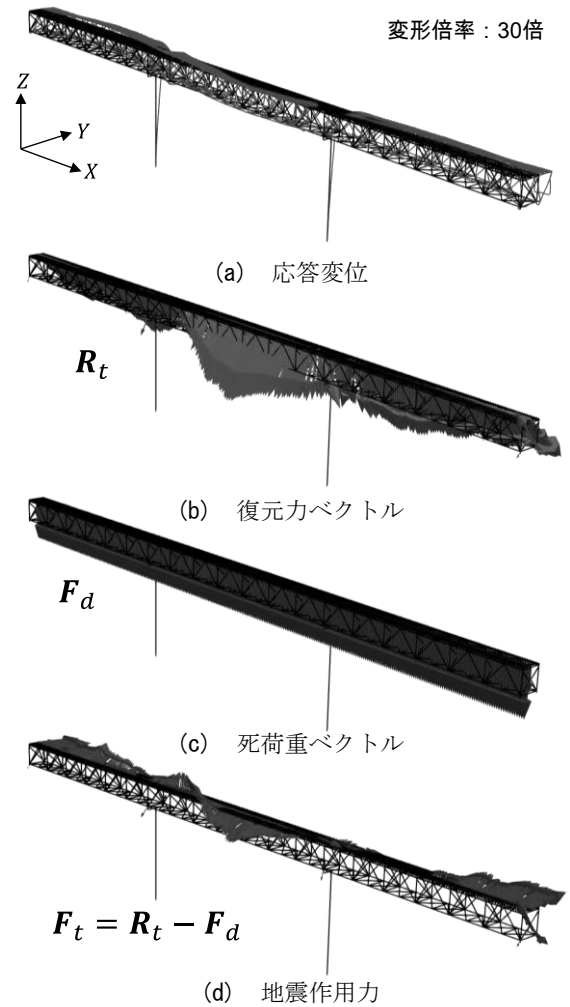 変形倍率：30倍
Z
Y
X
(a) 応答変位
R_t
(b) 復元力ベクトル
F_d
(c) 死荷重ベクトル
F_t = R_t − F_d
(d) 地震作用力